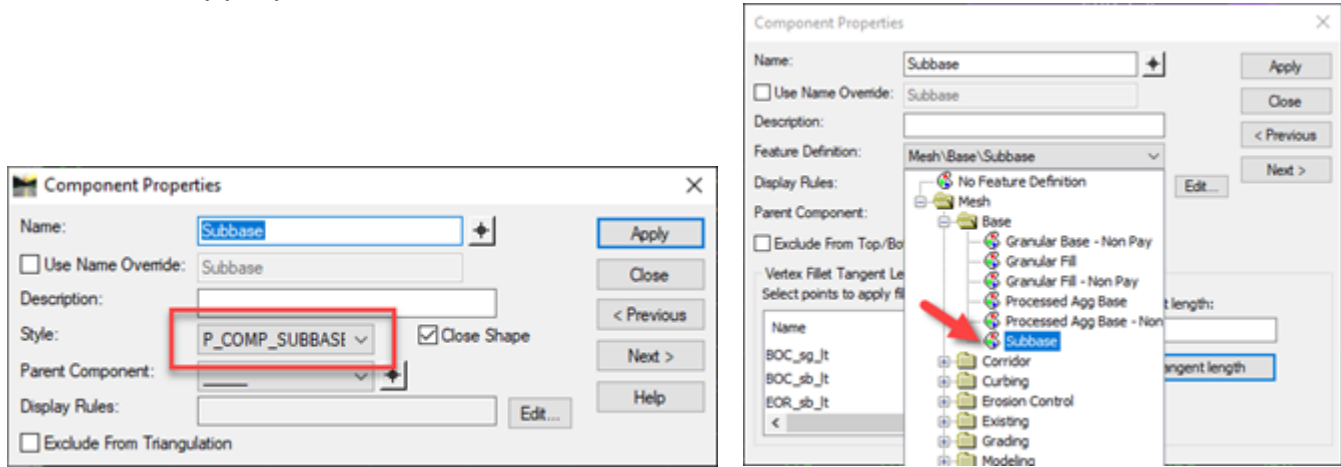 Component Properties
Name:
Subbase
Apply
Use Name Override:
Subbase
Close
Description:
< Previous
Style:
P_COMP_SUBBASE
Close Shape
Next >
Parent Component:
Help
Display Rules:
Edit...
Exclude From Triangulation
Component Properties
Name:
Subbase
Apply
Use Name Override:
Subbase
Close
Description:
< Previous
Feature Definition:
Mesh\Base\Subbase
Next >
Display Rules:
No Feature Definition
Edit...
Mesh
Parent Component:
Base
Exclude From Top/Bo
Granular Base - Non Pay
Granular Fill
Vertex Fillet Tangent Le
Granular Fill - Non Pay
Select points to apply fi
Processed Agg Base
t length:
Name
Processed Agg Base - Non
Subbase
BOC_sg_lt
Corridor
angent length
BOC_sb_lt
Curbing
EOR_sb_lt
Erosion Control
<
Existing
Grading
Modeling